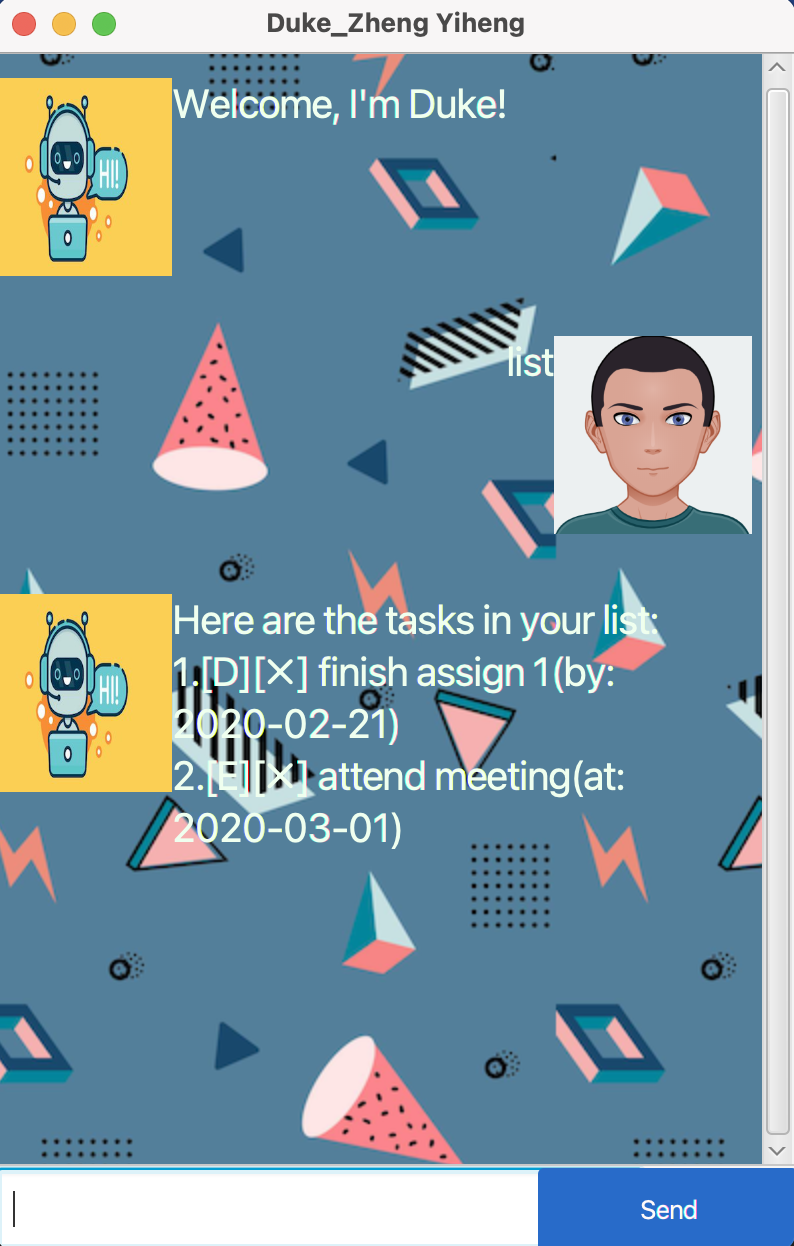 Duke_Zheng Yiheng
Welcome, I'm Duke!
HI!
list
Here are the tasks in your list:
1.[D][✕] finish assign 1(by:
2020-02-21)
2.[E][✕] attend meeting(at:
2020-03-01)
HI!
Send